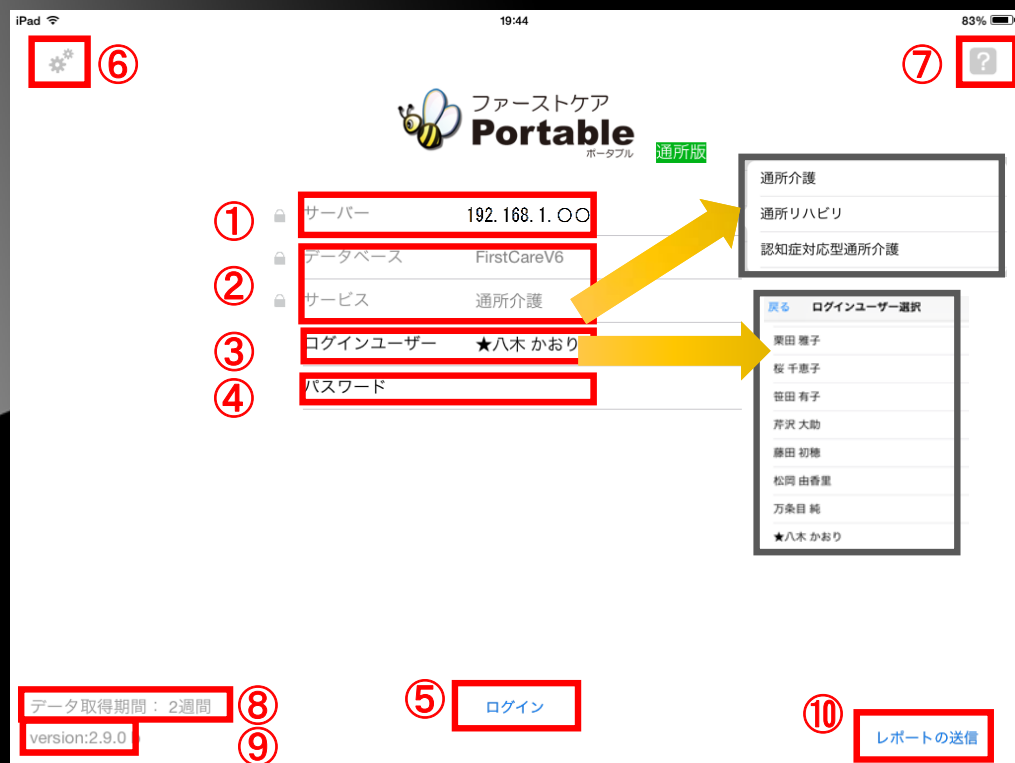 iPad 19:44 83%
⑥ ⑦ ?
ファーストケア
Portable
ポータブル
通所版
① サーバー 192.168.1.○○
② データベース FirstCareV6
サービス 通所介護
③ ログインユーザー ★八木 かおり
④ パスワード
通所介護
通所リハビリ
認知症対応型通所介護
戻る ログインユーザー選択
栗田 雅子
桜 千恵子
笹田 有子
芹沢 大助
藤田 初穂
松岡 由香里
万条目 純
★八木 かおり
データ取得期間： 2週間 ⑧
version:2.9.0 ⑨
⑤ ログイン
⑩ レポートの送信